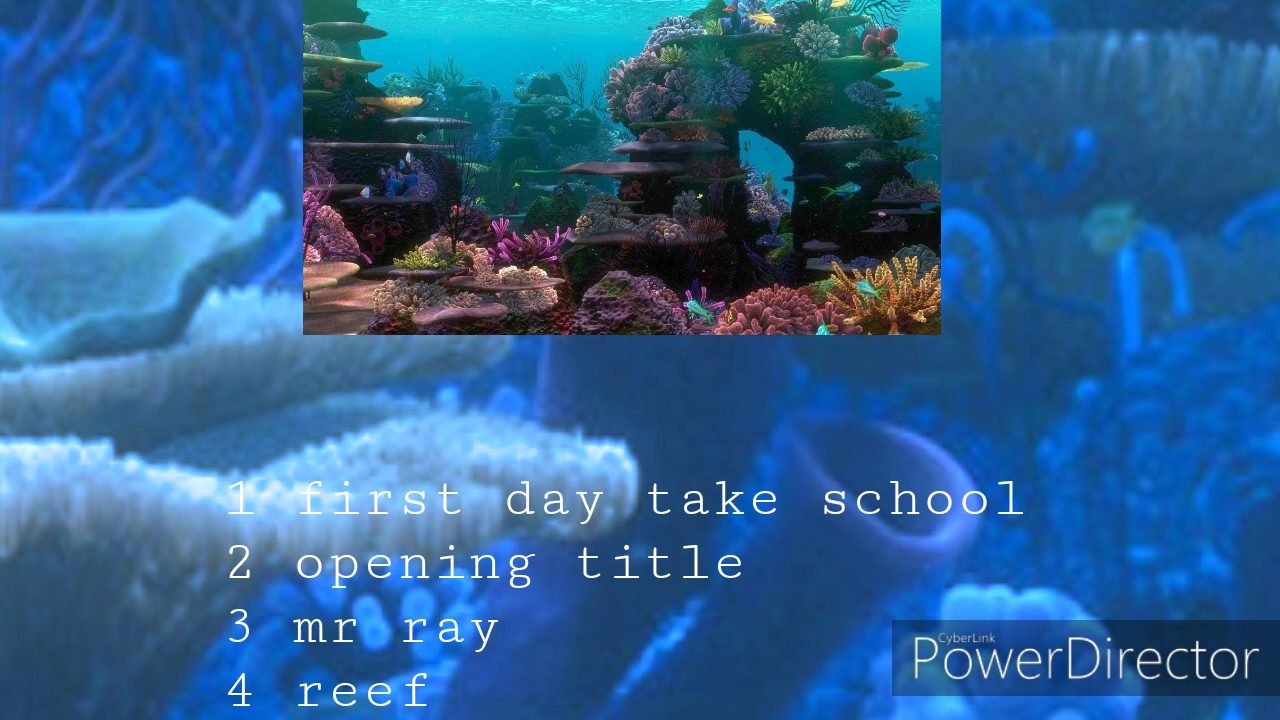 1 first day take school
2 opening title
3 mr ray
4 reef
CyberLink
PowerDirector